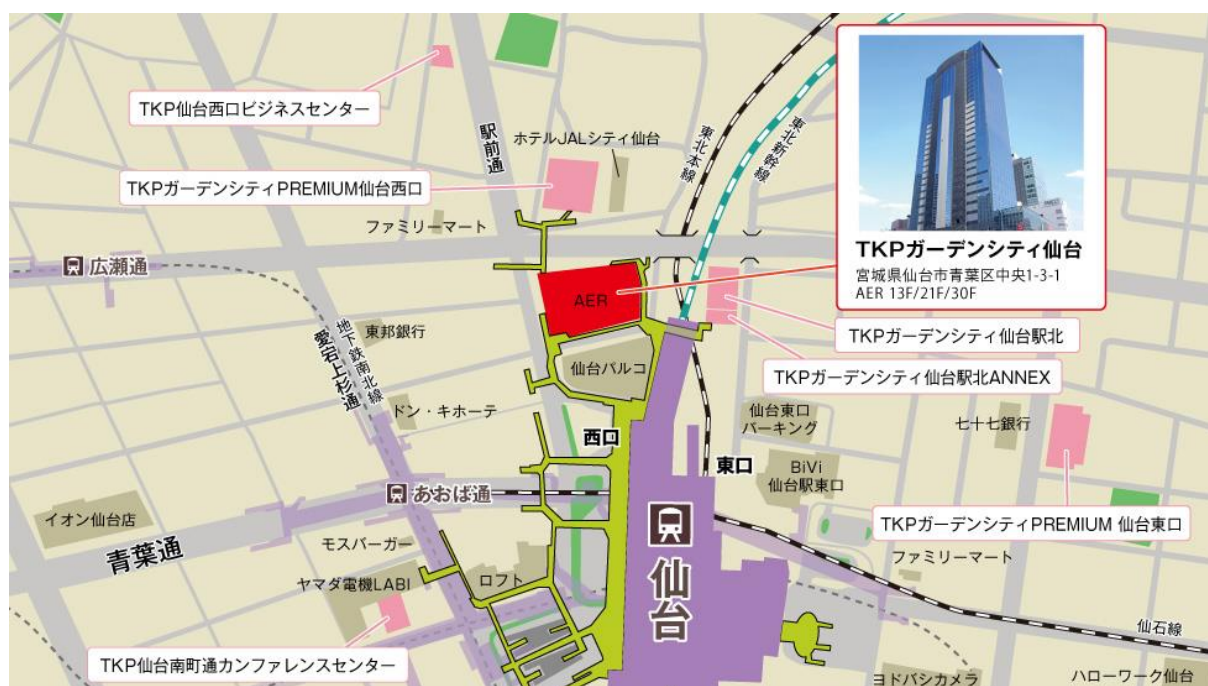 TKP仙台西口ビジネスセンター
駅前通
ホテルJALシティ仙台
東北本線
東北新幹線
TKPガーデンシティPREMIUM仙台西口
ファミリーマート
TKPガーデンシティ仙台
宮城県仙台市青葉区中央1-3-1
AER 13F/21F/30F
広瀬通
AER
東邦銀行
地下鉄南北線
愛宕上杉通
仙台パルコ
TKPガーデンシティ仙台駅北
TKPガーデンシティ仙台駅北ANNEX
ドン・キホーテ
西口
仙台東口
パーキング
七十七銀行
東口
BiVi
仙台駅東口
あおば通
イオン仙台店
青葉通
モスバーガー
ヤマダ電機LABI
ロフト
仙台
TKPガーデンシティPREMIUM 仙台東口
ファミリーマート
仙石線
TKP仙台南町通カンファレンスセンター
ヨドバシカメラ
ハローワーク仙台